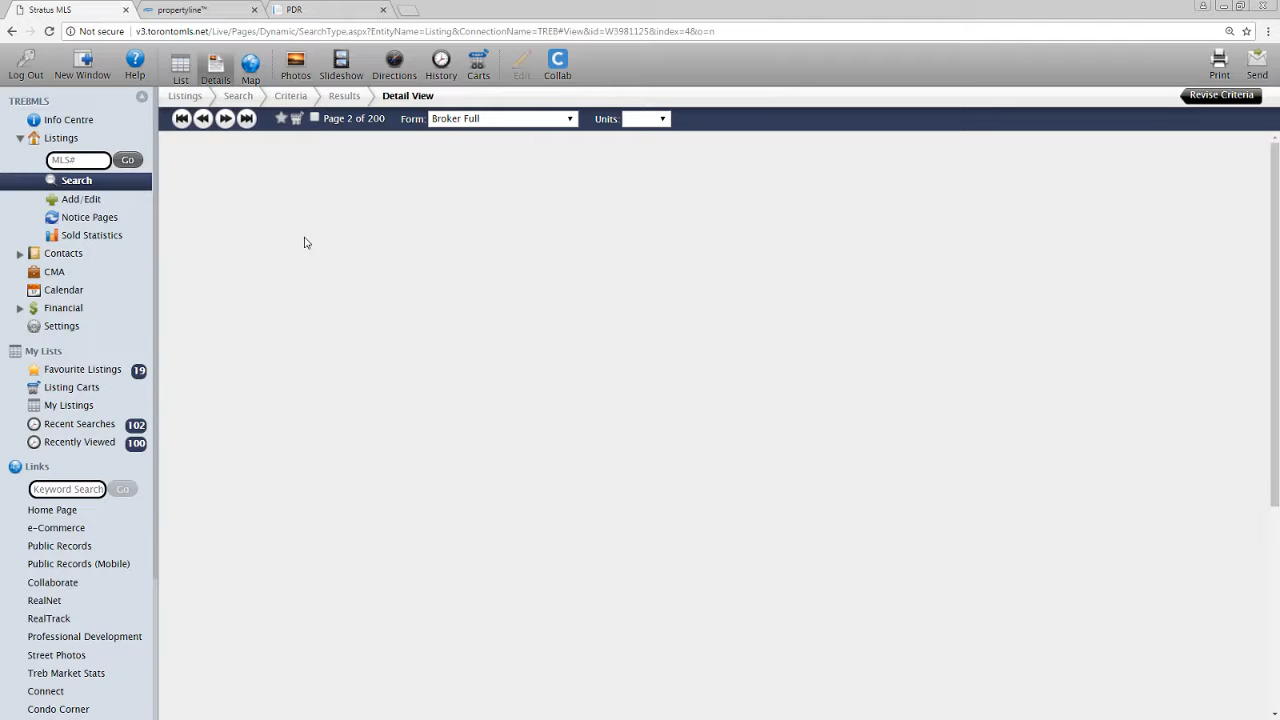 Stratus MLS
propertyline™
PDR
Not secure
v3.torontomls.net/Live/Pages/Dynamic/SearchType.aspx?EntityName=Listing&ConnectionName=TREB#View&id=W3981125&index=4&o=n
Log Out
New Window
Help
List
Details
Map
Photos
Slideshow
Directions
History
Carts
Edit
Collab
Print
Send
TREBMLS
Listings
Search
Criteria
Results
Detail View
Revise Criteria
Page 2 of 200
Form:
Broker Full
Units:
Info Centre
Listings
MLS#
Go
Search
Add/Edit
Notice Pages
Sold Statistics
Contacts
CMA
Calendar
Financial
Settings
My Lists
Favourite Listings 19
Listing Carts
My Listings
Recent Searches 102
Recently Viewed 100
Links
Keyword Search
Go
Home Page
e-Commerce
Public Records
Public Records (Mobile)
Collaborate
RealNet
RealTrack
Professional Development
Street Photos
Treb Market Stats
Connect
Condo Corner